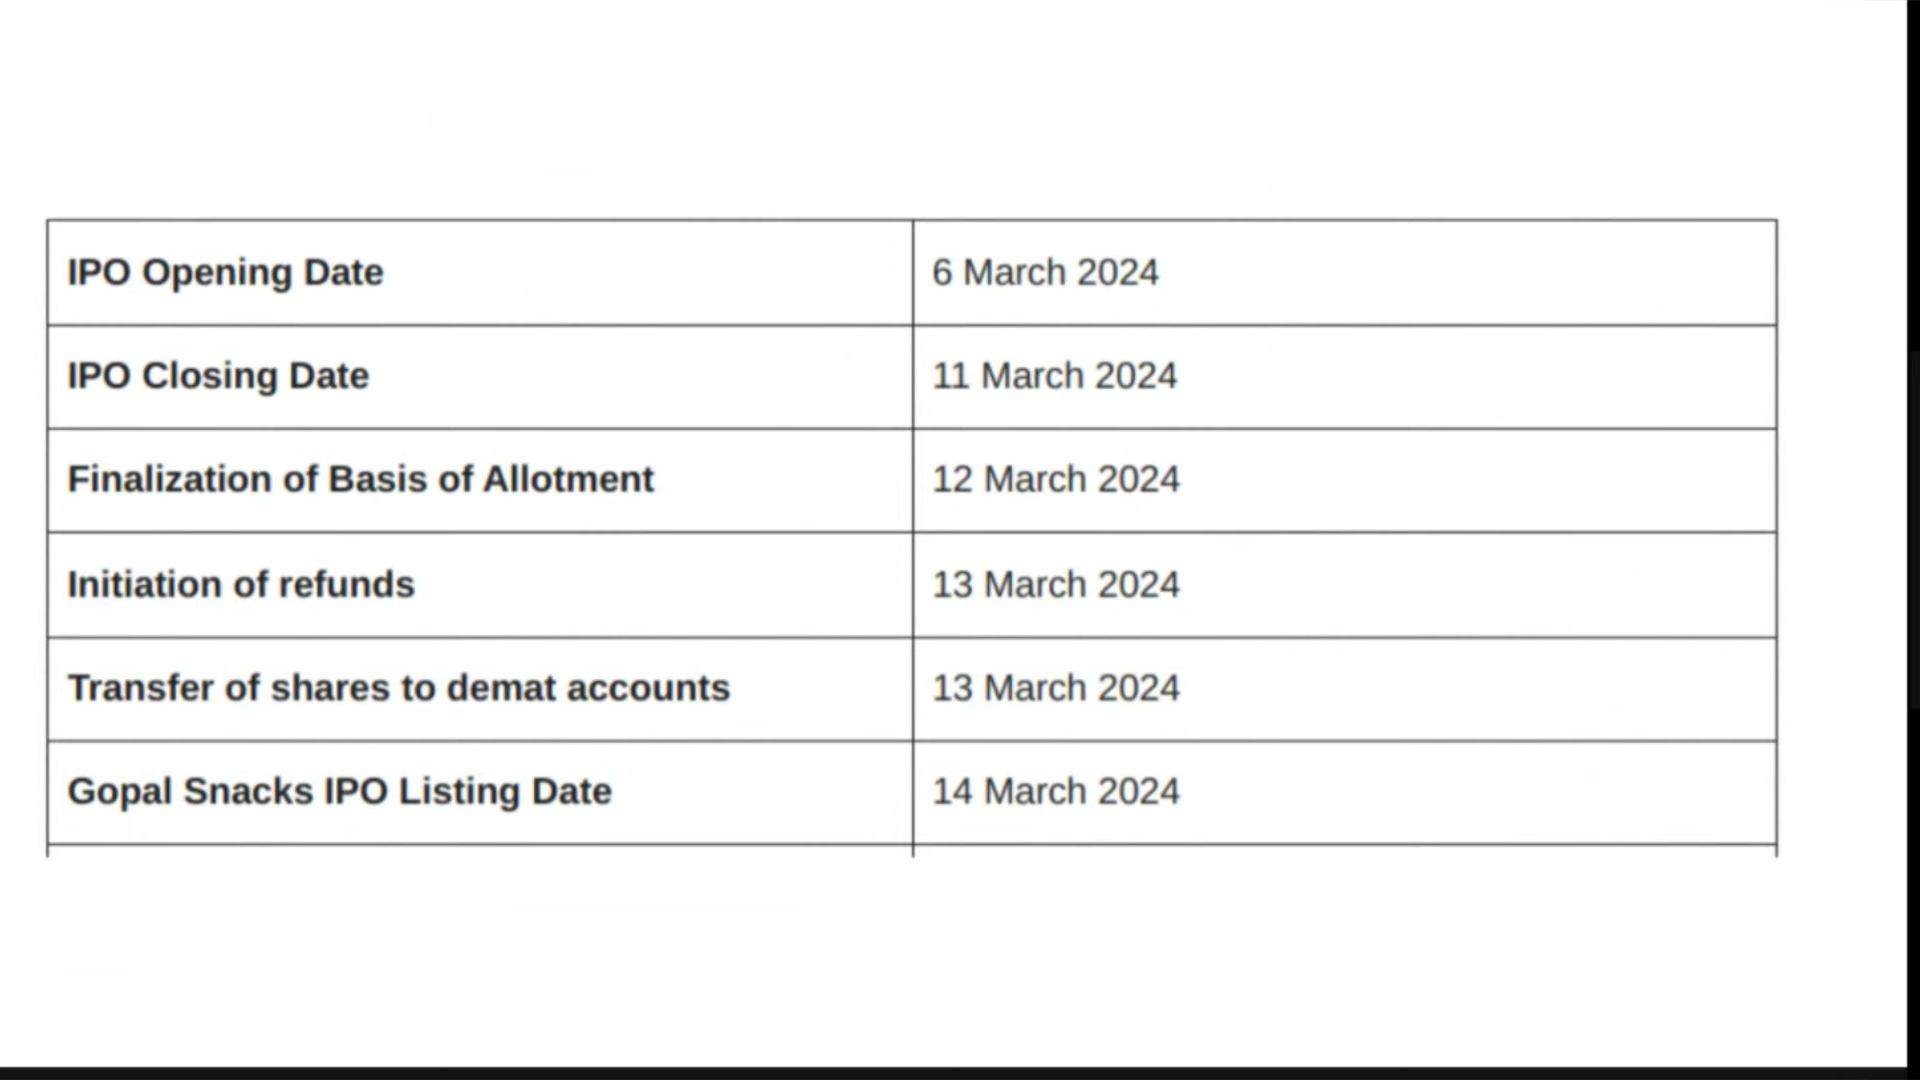 IPO Opening Date 6 March 2024
IPO Closing Date 11 March 2024
Finalization of Basis of Allotment 12 March 2024
Initiation of refunds 13 March 2024
Transfer of shares to demat accounts 13 March 2024
Gopal Snacks IPO Listing Date 14 March 2024